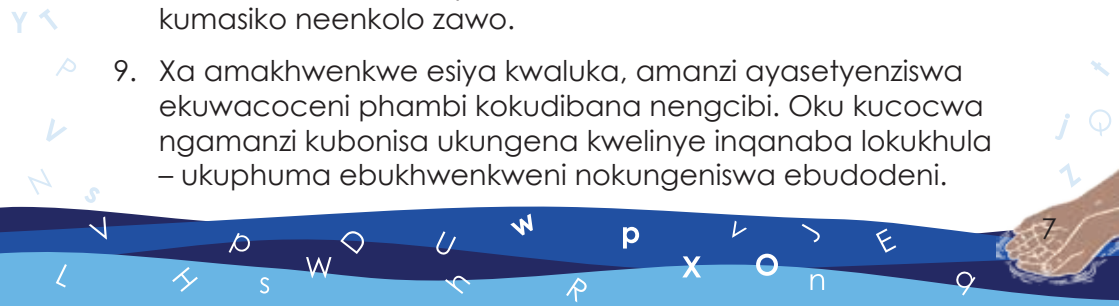 kumasiko neenkolo zawo.
9. Xa amakhwenkwe esiya kwaluka, amanzi ayasetyenziswa
ekuwacoceni phambi kokudibana nengcibi. Oku kucocwa
ngamanzi kubonisa ukungena kwelinye inqanaba lokukhula
– ukuphuma ebukhwenkweni nokungeniswa ebudodeni.
7